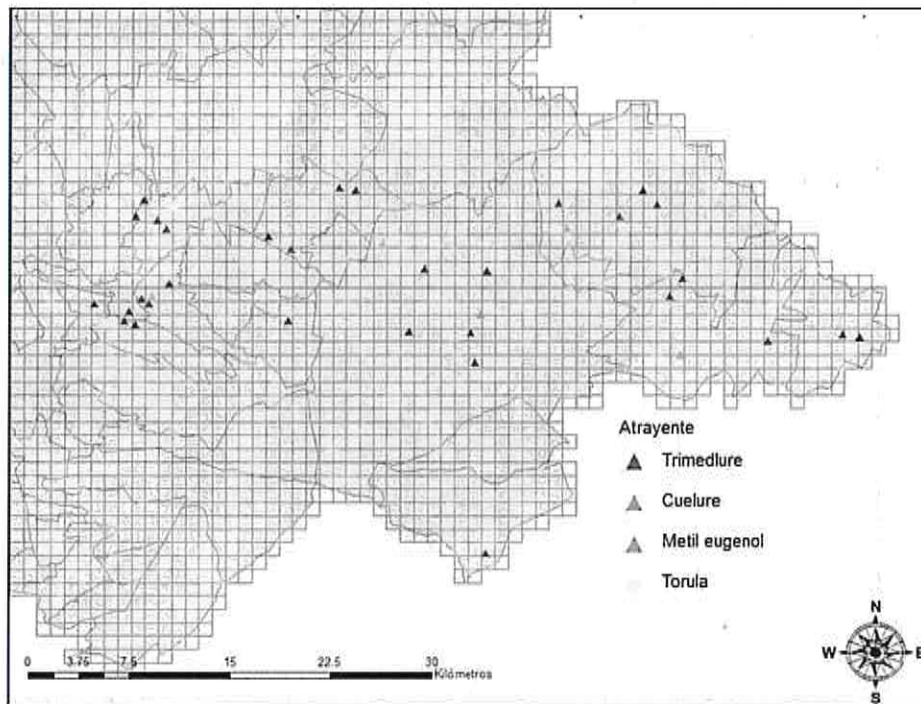 Atrayente
Trimedlure
Cuelure
Metil eugenol
Torula
0 3.75 7.5 15 22.5 30
Kilómetros
N
W E
S